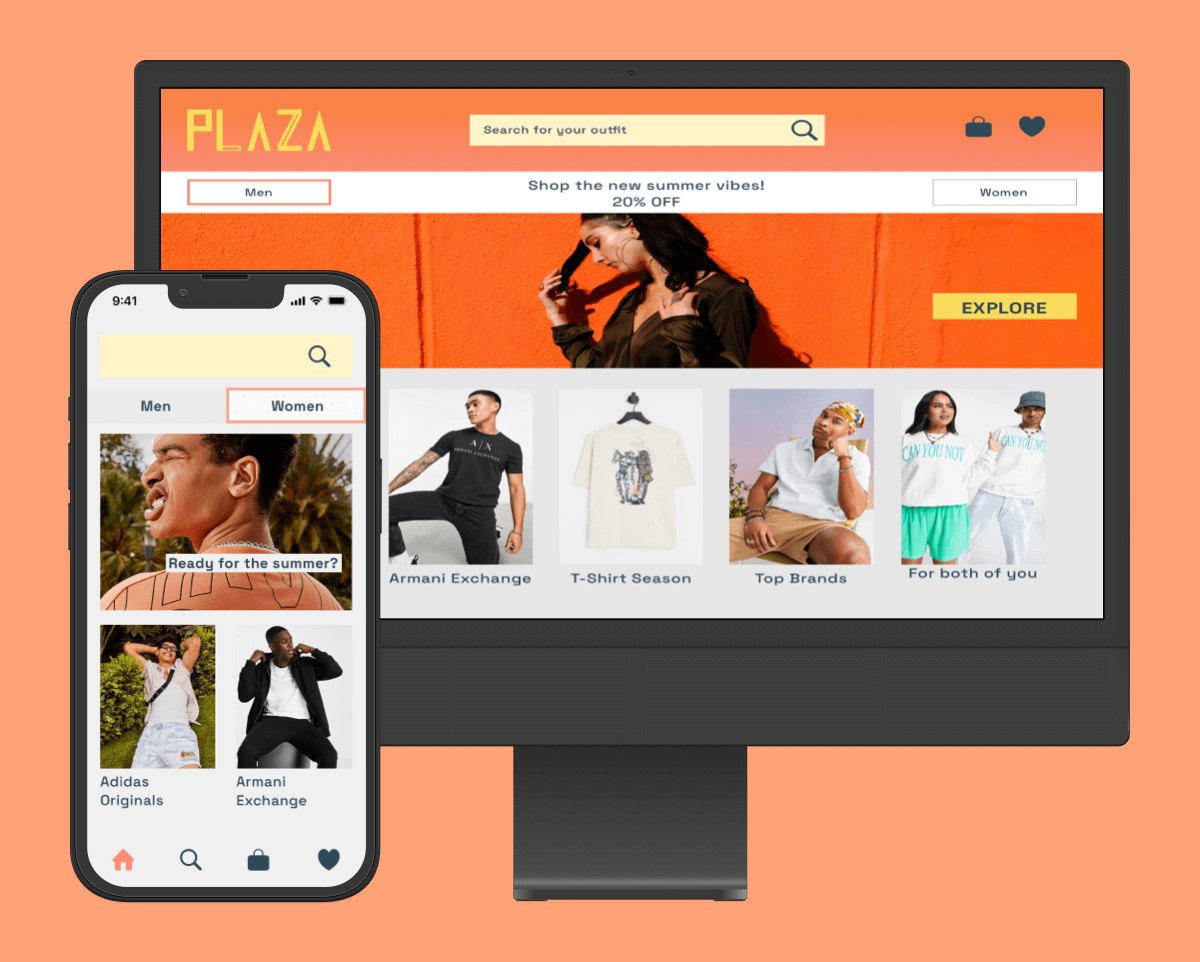 PLAZA
Search for your outfit
Men
Shop the new summer vibes!
20% OFF
Women
EXPLORE
A|X
ARMANI EXCHANGE
CAN YOU NOT
CAN YOU NOT
Armani Exchange
T-Shirt Season
Top Brands
For both of you
9:41
Men
Women
Ready for the summer?
Adidas
Originals
Armani
Exchange